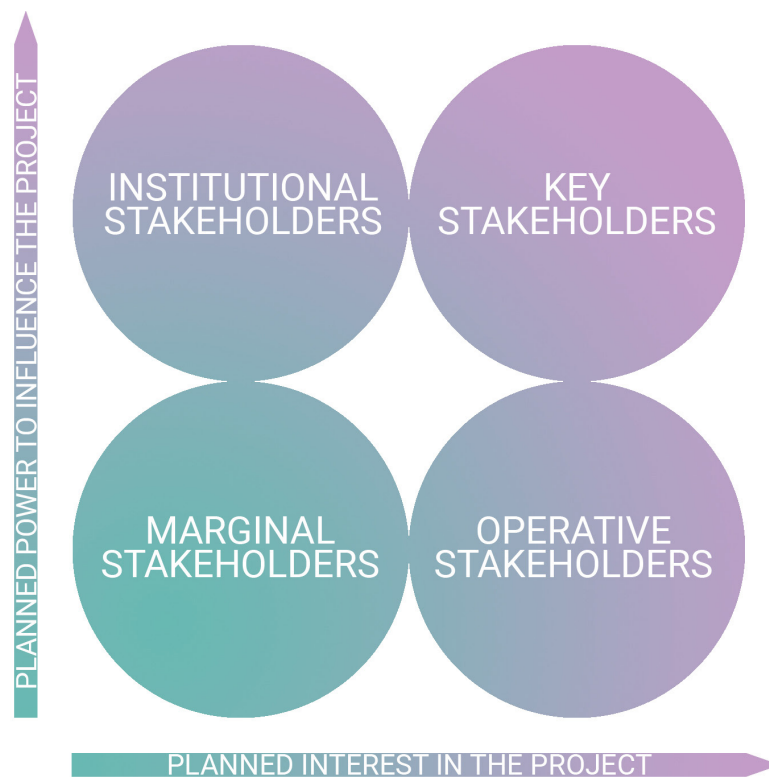 PLANNED POWER TO INFLUENCE THE PROJECT
INSTITUTIONAL
STAKEHOLDERS
KEY
STAKEHOLDERS
MARGINAL
STAKEHOLDERS
OPERATIVE
STAKEHOLDERS
PLANNED INTEREST IN THE PROJECT